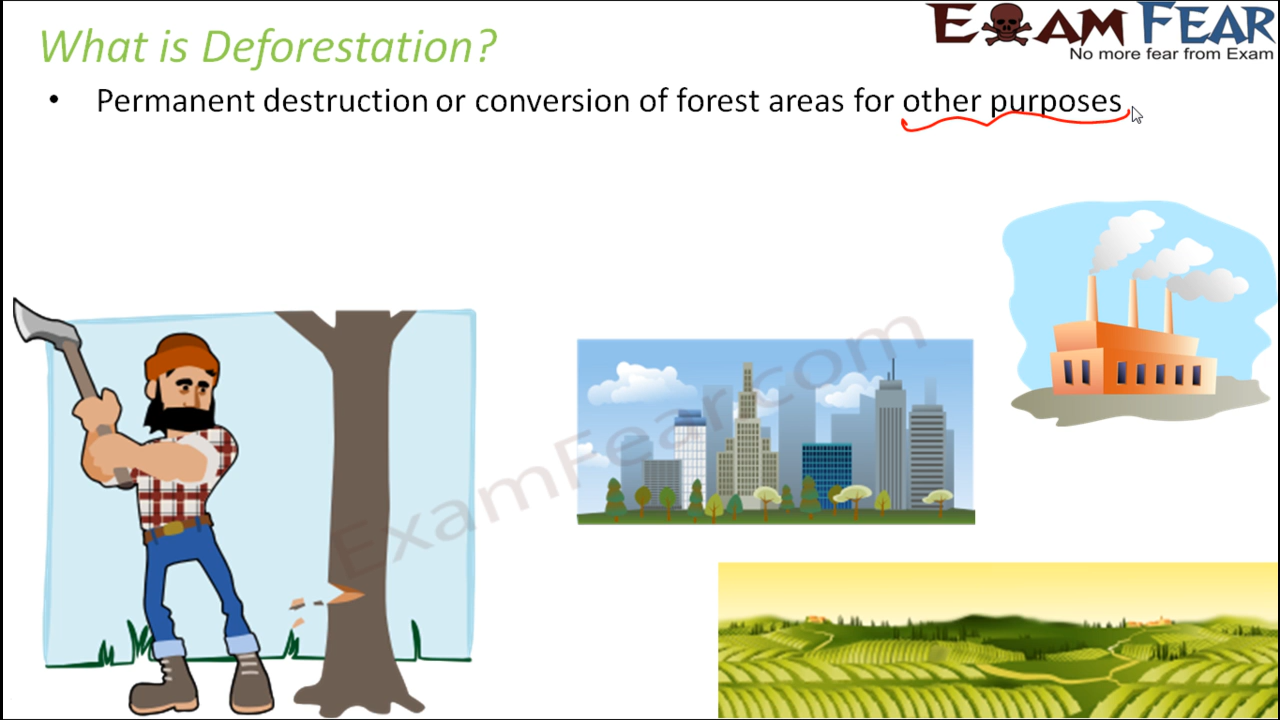 What is Deforestation?
EXAM FEAR
No more fear from Exam
• Permanent destruction or conversion of forest areas for other purposes
ExamFear.com